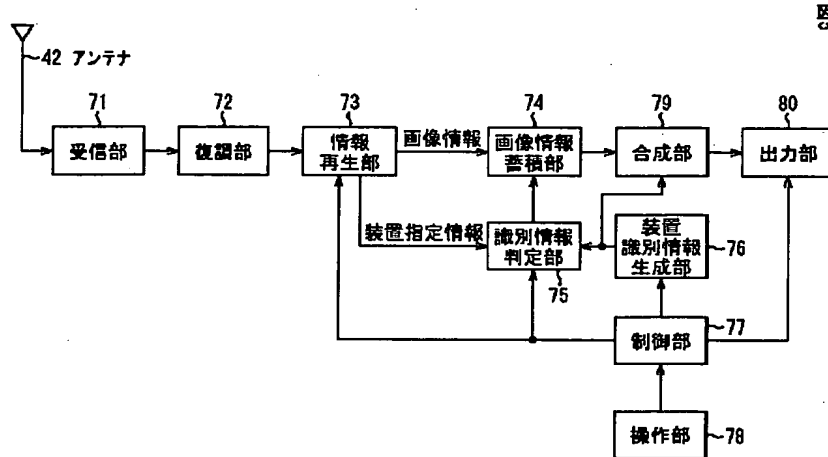 42 アンテナ
71
受信部
72
復調部
73
情報
再生部
画像情報
74
画像情報
蓄積部
79
合成部
80
出力部
装置指定情報
識別情報
判定部
75
装置
識別情報
生成部
76
制御部
77
操作部
78